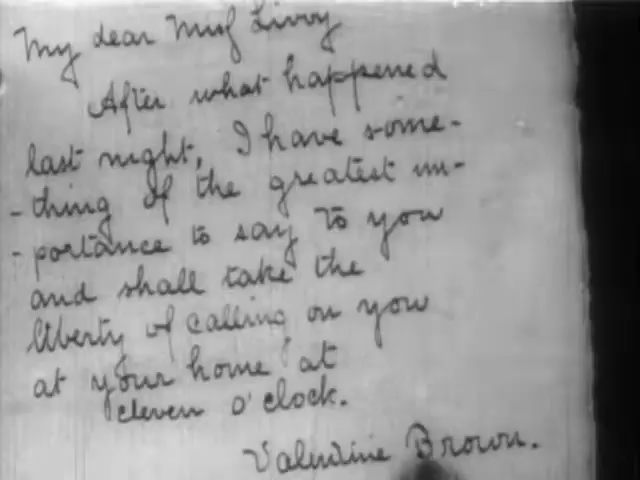 My dear Miss Livvy
After what happened
last night, I have some-
-thing of the greatest im-
-portance to say to you
and shall take the
liberty of calling on you
at your home at
eleven o'clock.
Valentine Brown.